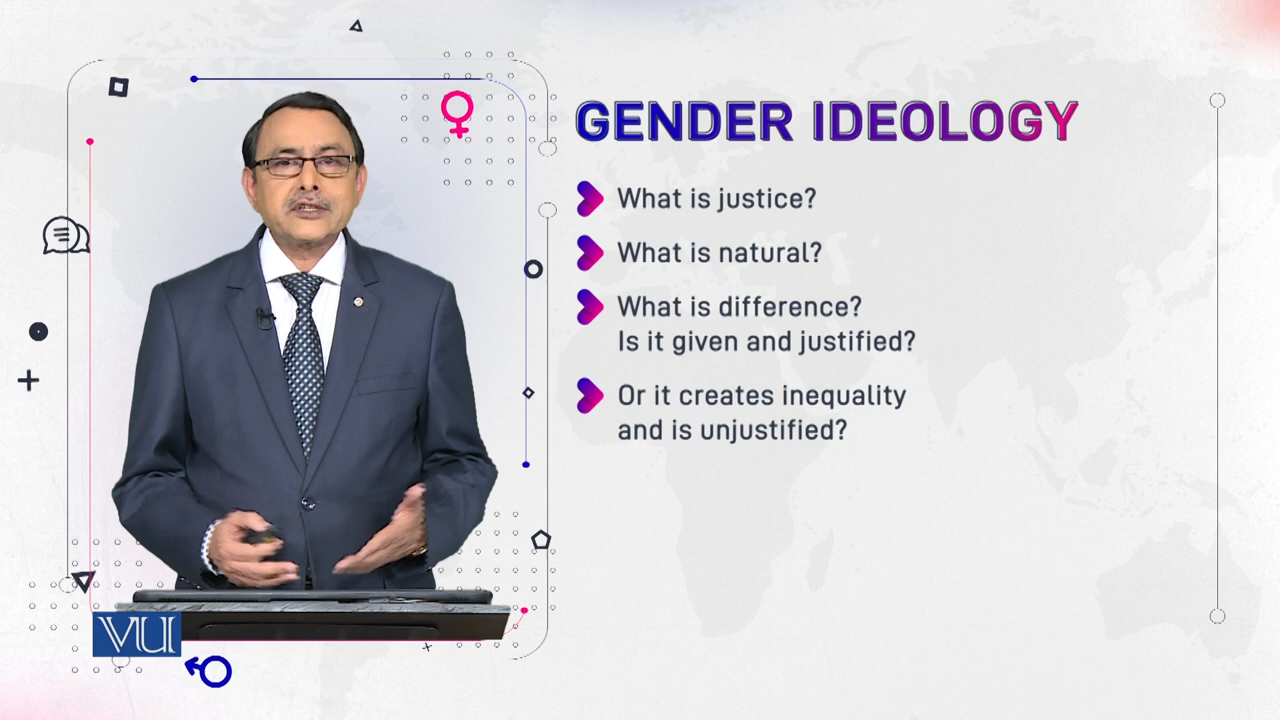 GENDER IDEOLOGY
What is justice?
What is natural?
What is difference?
Is it given and justified?
Or it creates inequality
and is unjustified?
VU